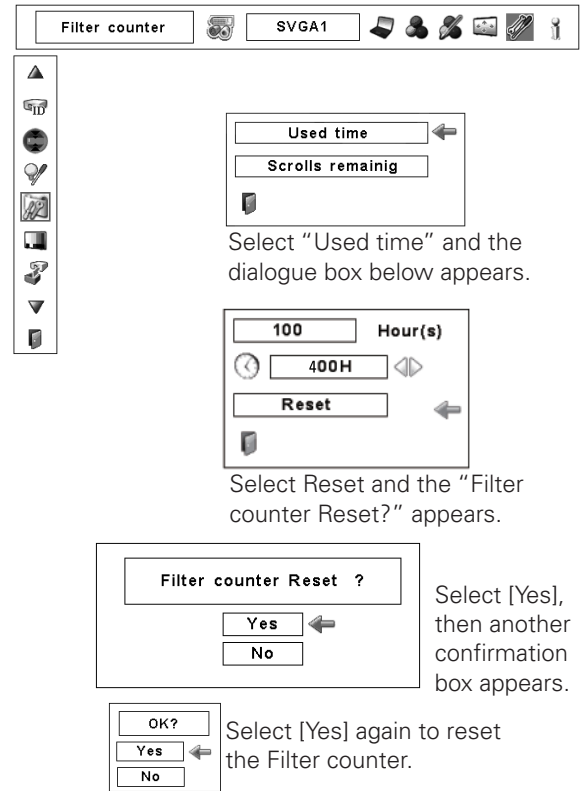 Filter counter SVGA1
ID
Used time
Scrolls remainig
Select “Used time” and the
dialogue box below appears.
100 Hour(s)
400H
Reset
Select Reset and the “Filter
counter Reset?” appears.
Filter counter Reset ?
Yes
No
Select [Yes],
then another
confirmation
box appears.
OK?
Yes
No
Select [Yes] again to reset
the Filter counter.